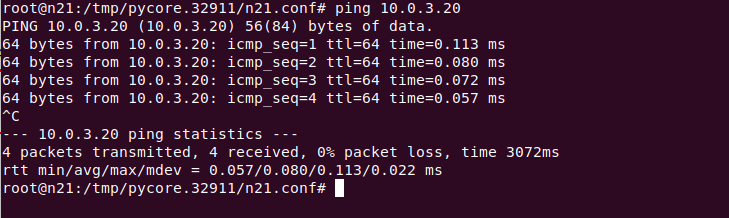 root@n21:/tmp/pycore.32911/n21.conf# ping 10.0.3.20
PING 10.0.3.20 (10.0.3.20) 56(84) bytes of data.
64 bytes from 10.0.3.20: icmp_seq=1 ttl=64 time=0.113 ms
64 bytes from 10.0.3.20: icmp_seq=2 ttl=64 time=0.080 ms
64 bytes from 10.0.3.20: icmp_seq=3 ttl=64 time=0.072 ms
64 bytes from 10.0.3.20: icmp_seq=4 ttl=64 time=0.057 ms
^C
--- 10.0.3.20 ping statistics ---
4 packets transmitted, 4 received, 0% packet loss, time 3072ms
rtt min/avg/max/mdev = 0.057/0.080/0.113/0.022 ms
root@n21:/tmp/pycore.32911/n21.conf#